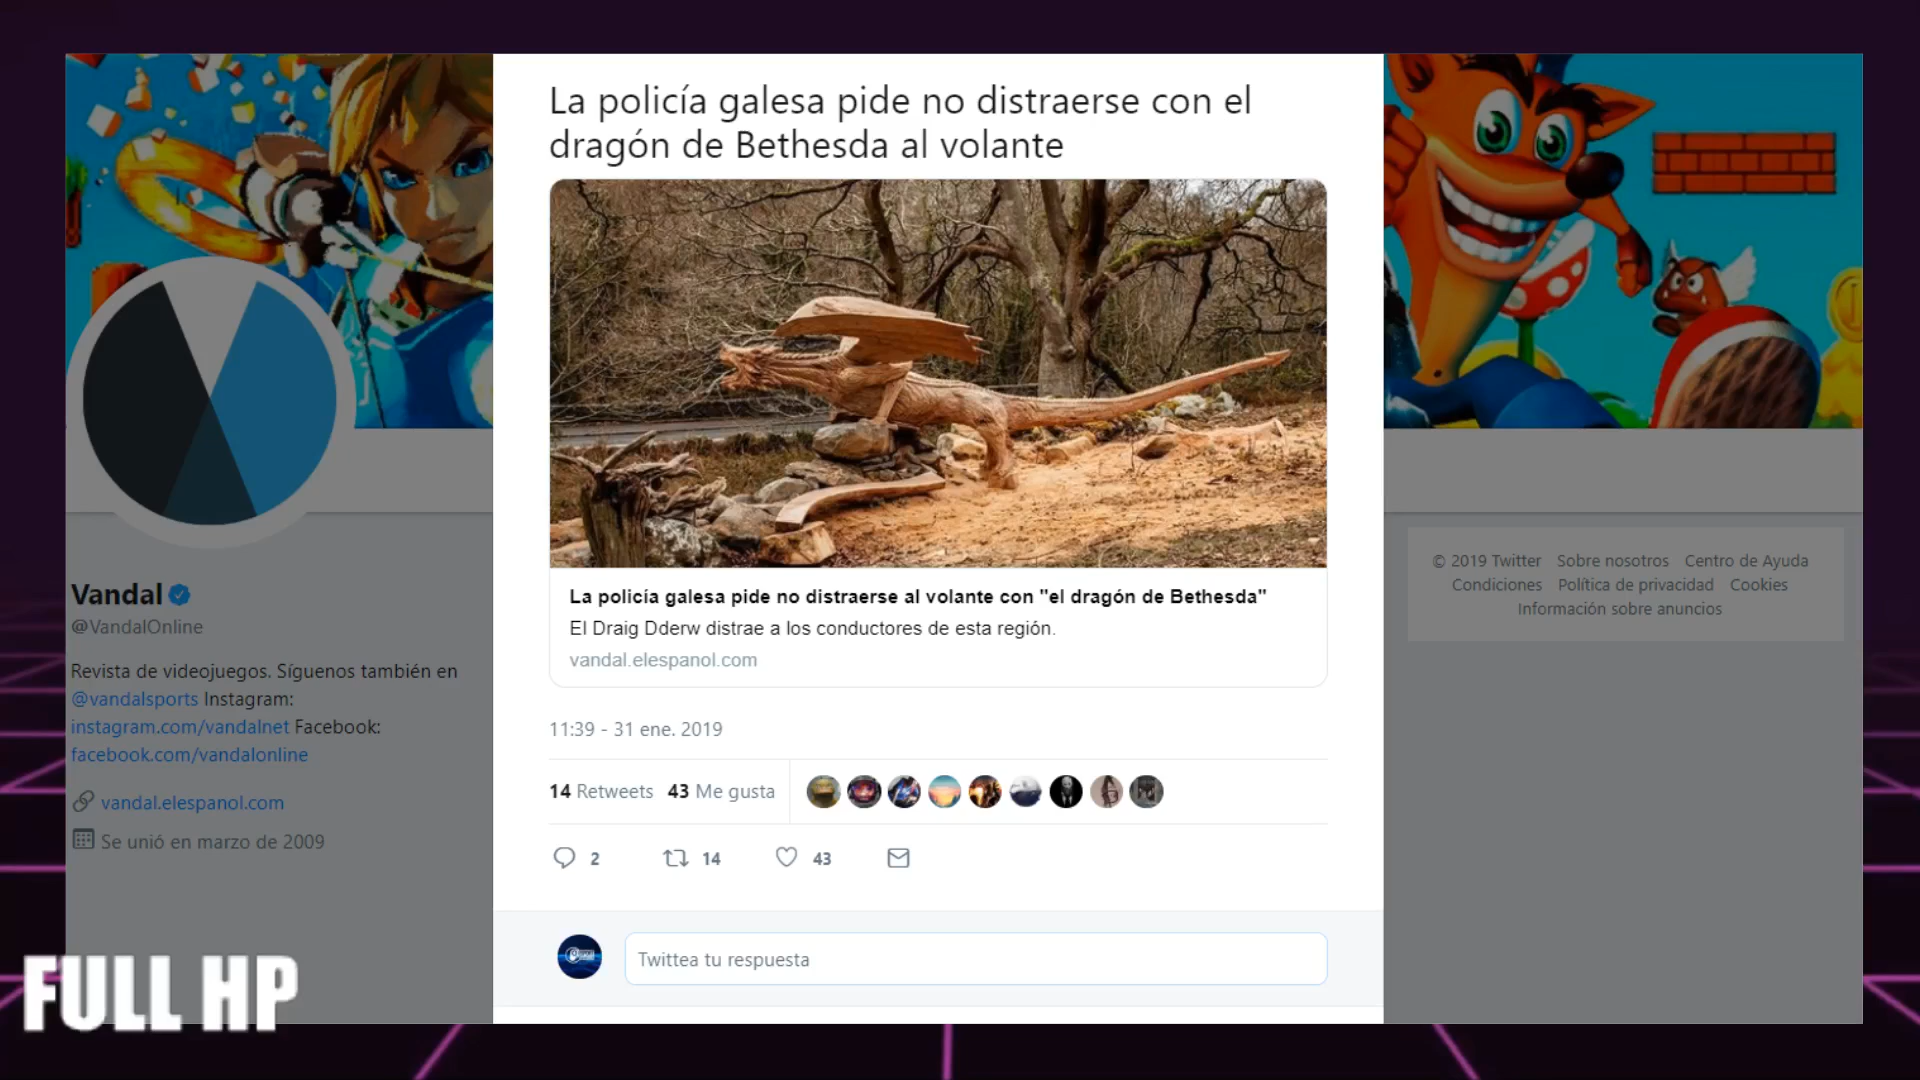 La policía galesa pide no distraerse con el
dragón de Bethesda al volante
La policía galesa pide no distraerse al volante con "el dragón de Bethesda"
El Draig Dderw distrae a los conductores de esta región.
vandal.elespanol.com
11:39 - 31 ene. 2019
14 Retweets 43 Me gusta
2 14 43
Twittea tu respuesta
Vandal
@VandalOnline
Revista de videojuegos. Síguenos también en
@vandalsports Instagram:
instagram.com/vandalnet Facebook:
facebook.com/vandalonline
vandal.elespanol.com
Se unió en marzo de 2009
© 2019 Twitter Sobre nosotros Centro de Ayuda
Condiciones Política de privacidad Cookies
Información sobre anuncios
FULL HP